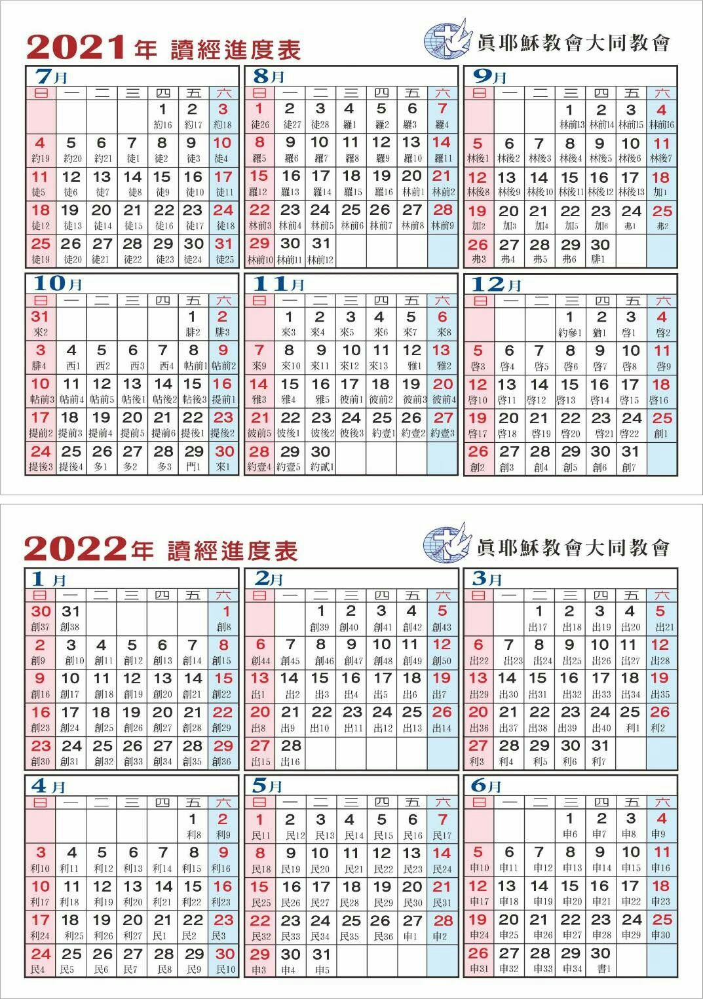 2021年 讀經進度表
眞耶穌教會大同教會
7月
日 一 二 三 四 五 六
1 2 3
約16 約17 約18
4 5 6 7 8 9 10
約19 約20 約21 徒1 徒2 徒3 徒4
11 12 13 14 15 16 17
徒5 徒6 徒7 徒8 徒9 徒10 徒11
18 19 20 21 22 23 24
徒12 徒13 徒14 徒15 徒16 徒17 徒18
25 26 27 28 29 30 31
徒19 徒20 徒21 徒22 徒23 徒24 徒25
8月
日 一 二 三 四 五 六
1 2 3 4 5 6 7
徒26 徒27 徒28 羅1 羅2 羅3 羅4
8 9 10 11 12 13 14
羅5 羅6 羅7 羅8 羅9 羅10 羅11
15 16 17 18 19 20 21
羅12 羅13 羅14 羅15 羅16 林前1 林前2
22 23 24 25 26 27 28
林前3 林前4 林前5 林前6 林前7 林前8 林前9
29 30 31
林前10 林前11 林前12
9月
日 一 二 三 四 五 六
1 2 3 4
林前13 林前14 林前15 林前16
5 6 7 8 9 10 11
林後1 林後2 林後3 林後4 林後5 林後6 林後7
12 13 14 15 16 17 18
林後8 林後9 林後10 林後11 林後12 林後13 加1
19 20 21 22 23 24 25
加2 加3 加4 加5 加6 弗1 弗2
26 27 28 29 30
弗3 弗4 弗5 弗6 腓1
10月
日 一 二 三 四 五 六
31 1 2
來2 腓2 腓3
3 4 5 6 7 8 9
腓4 西1 西2 西3 西4 帖前1 帖前2
10 11 12 13 14 15 16
帖前3 帖前4 帖前5 帖後1 帖後2 帖後3 提前1
17 18 19 20 21 22 23
提前2 提前3 提前4 提前5 提前6 提後1 提後2
24 25 26 27 28 29 30
提後3 提後4 多1 多2 多3 門1 來1
11月
日 一 二 三 四 五 六
1 2 3 4 5 6
來3 來4 來5 來6 來7 來8
7 8 9 10 11 12 13
來9 來10 來11 來12 來13 雅1 雅2
14 15 16 17 18 19 20
雅3 雅4 雅5 彼前1 彼前2 彼前3 彼前4
21 22 23 24 25 26 27
彼前5 彼後1 彼後2 彼後3 約壹1 約壹2 約壹3
28 29 30
約壹4 約壹5 約貳1
12月
日 一 二 三 四 五 六
1 2 3 4
約參1 猶1 啓1 啓2
5 6 7 8 9 10 11
啓3 啓4 啓5 啓6 啓7 啓8 啓9
12 13 14 15 16 17 18
啓10 啓11 啓12 啓13 啓14 啓15 啓16
19 20 21 22 23 24 25
啓17 啓18 啓19 啓20 啓21 啓22 創1
26 27 28 29 30 31
創2 創3 創4 創5 創6 創7
2022年 讀經進度表
眞耶穌教會大同教會
1月
日 一 二 三 四 五 六
30 31 1
創37 創38 創8
2 3 4 5 6 7 8
創9 創10 創11 創12 創13 創14 創15
9 10 11 12 13 14 15
創16 創17 創18 創19 創20 創21 創22
16 17 18 19 20 21 22
創23 創24 創25 創26 創27 創28 創29
23 24 25 26 27 28 29
創30 創31 創32 創33 創34 創35 創36
2月
日 一 二 三 四 五 六
1 2 3 4 5
創39 創40 創41 創42 創43
6 7 8 9 10 11 12
創44 創45 創46 創47 創48 創49 創50
13 14 15 16 17 18 19
出1 出2 出3 出4 出5 出6 出7
20 21 22 23 24 25 26
出8 出9 出10 出11 出12 出13 出14
27 28
出15 出16
3月
日 一 二 三 四 五 六
1 2 3 4 5
出17 出18 出19 出20 出21
6 7 8 9 10 11 12
出22 出23 出24 出25 出26 出27 出28
13 14 15 16 17 18 19
出29 出30 出31 出32 出33 出34 出35
20 21 22 23 24 25 26
出36 出37 出38 出39 出40 利1 利2
27 28 29 30 31
利3 利4 利5 利6 利7
4月
日 一 二 三 四 五 六
1 2
利8 利9
3 4 5 6 7 8 9
利10 利11 利12 利13 利14 利15 利16
10 11 12 13 14 15 16
利17 利18 利19 利20 利21 利22 利23
17 18 19 20 21 22 23
利24 利25 利26 利27 民1 民2 民3
24 25 26 27 28 29 30
民4 民5 民6 民7 民8 民9 民10
5月
日 一 二 三 四 五 六
1 2 3 4 5 6 7
民11 民12 民13 民14 民15 民16 民17
8 9 10 11 12 13 14
民18 民19 民20 民21 民22 民23 民24
15 16 17 18 19 20 21
民25 民26 民27 民28 民29 民30 民31
22 23 24 25 26 27 28
民32 民33 民34 民35 民36 申1 申2
29 30 31
申3 申4 申5
6月
日 一 二 三 四 五 六
1 2 3 4
申6 申7 申8 申9
5 6 7 8 9 10 11
申10 申11 申12 申13 申14 申15 申16
12 13 14 15 16 17 18
申17 申18 申19 申20 申21 申22 申23
19 20 21 22 23 24 25
申24 申25 申26 申27 申28 申29 申30
26 27 28 29 30
申31 申32 申33 申34 書1